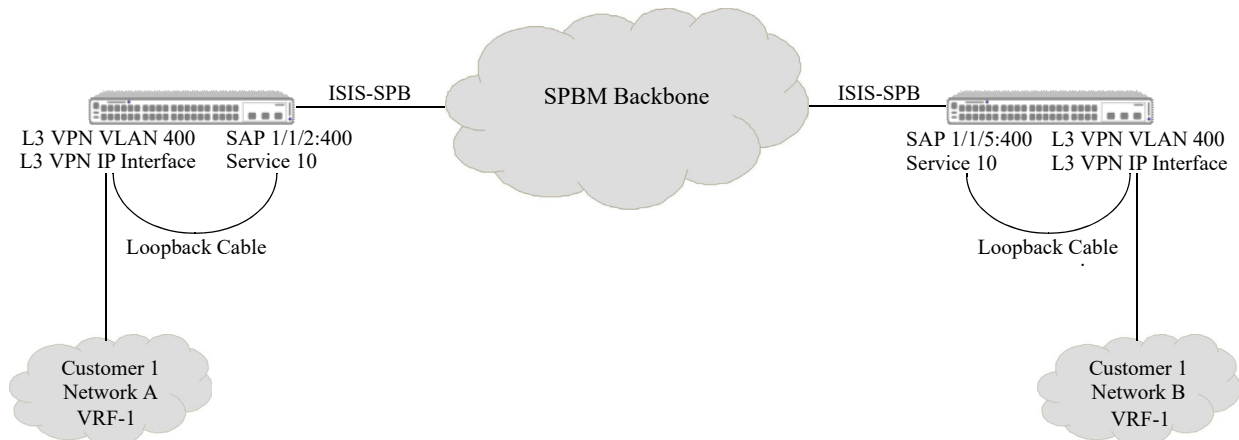 ISIS-SPB
SPBM Backbone
ISIS-SPB
L3 VPN VLAN 400
L3 VPN IP Interface
SAP 1/1/2:400
Service 10
SAP 1/1/5:400
Service 10
L3 VPN VLAN 400
L3 VPN IP Interface
Loopback Cable
Loopback Cable
.
Customer 1
Network A
VRF-1
Customer 1
Network B
VRF-1